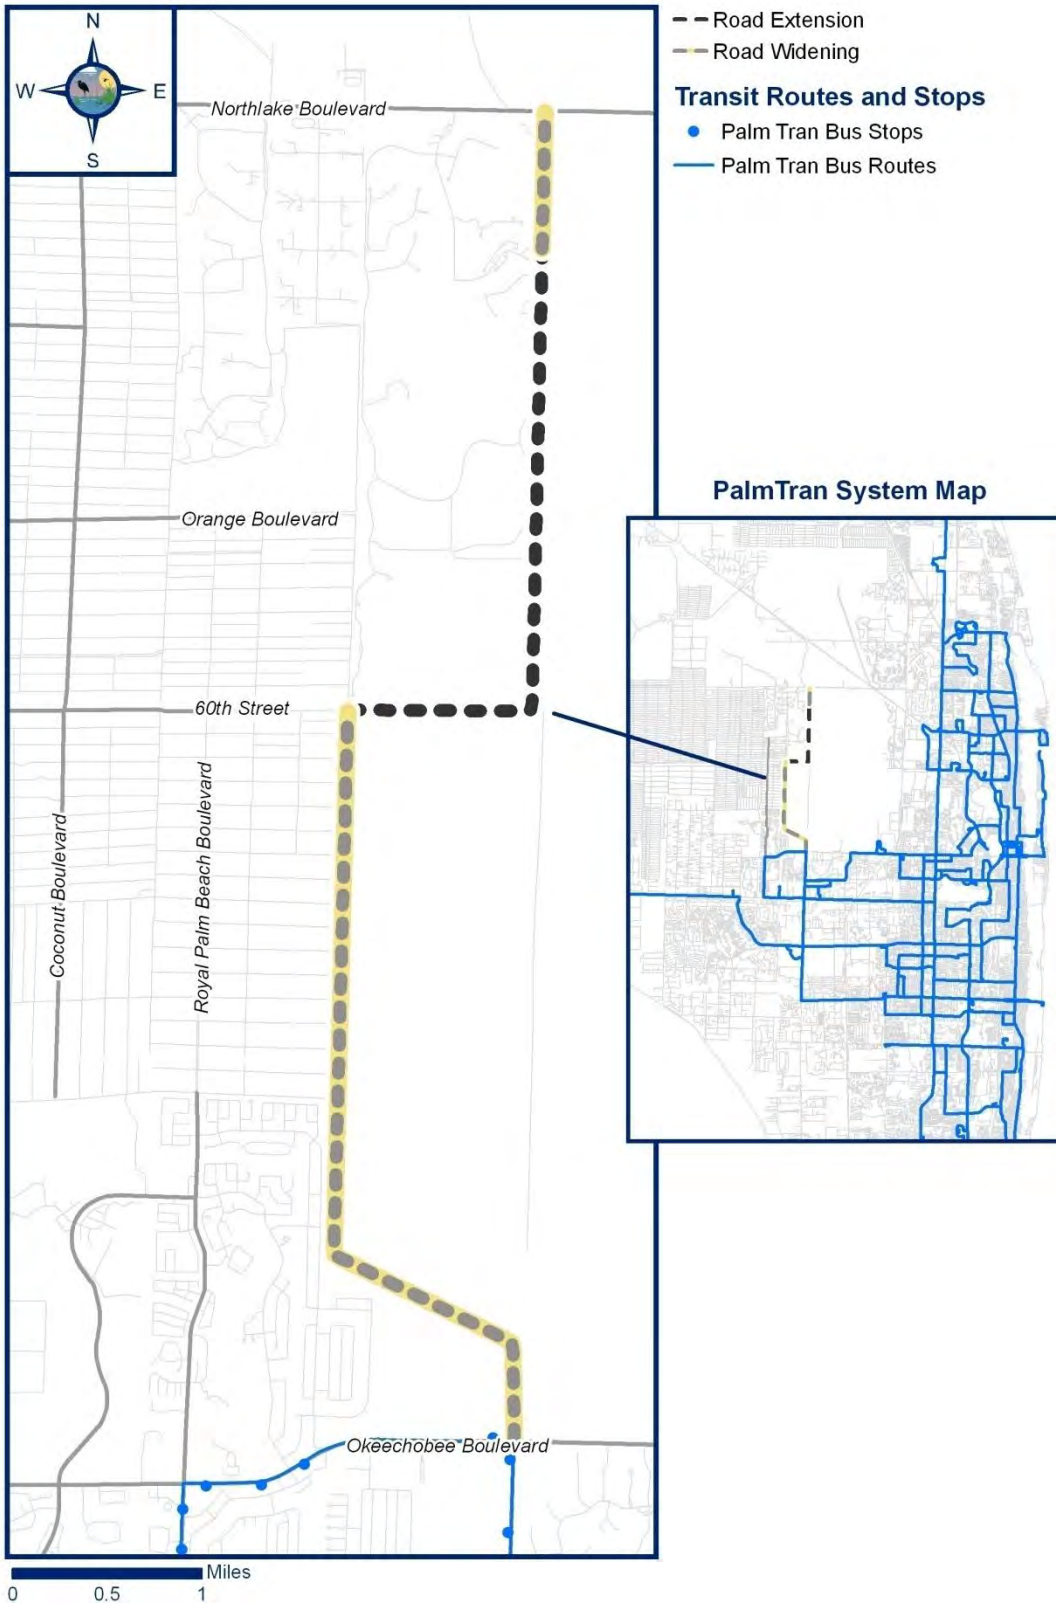 N
W
E
S
Road Extension
Road Widening
Transit Routes and Stops
Palm Tran Bus Stops
Palm Tran Bus Routes
Northlake Boulevard
Orange Boulevard
PalmTran System Map
60th Street
Coconut Boulevard
Royal Palm Beach Boulevard
Okeechobee Boulevard
Miles
0 0.5 1